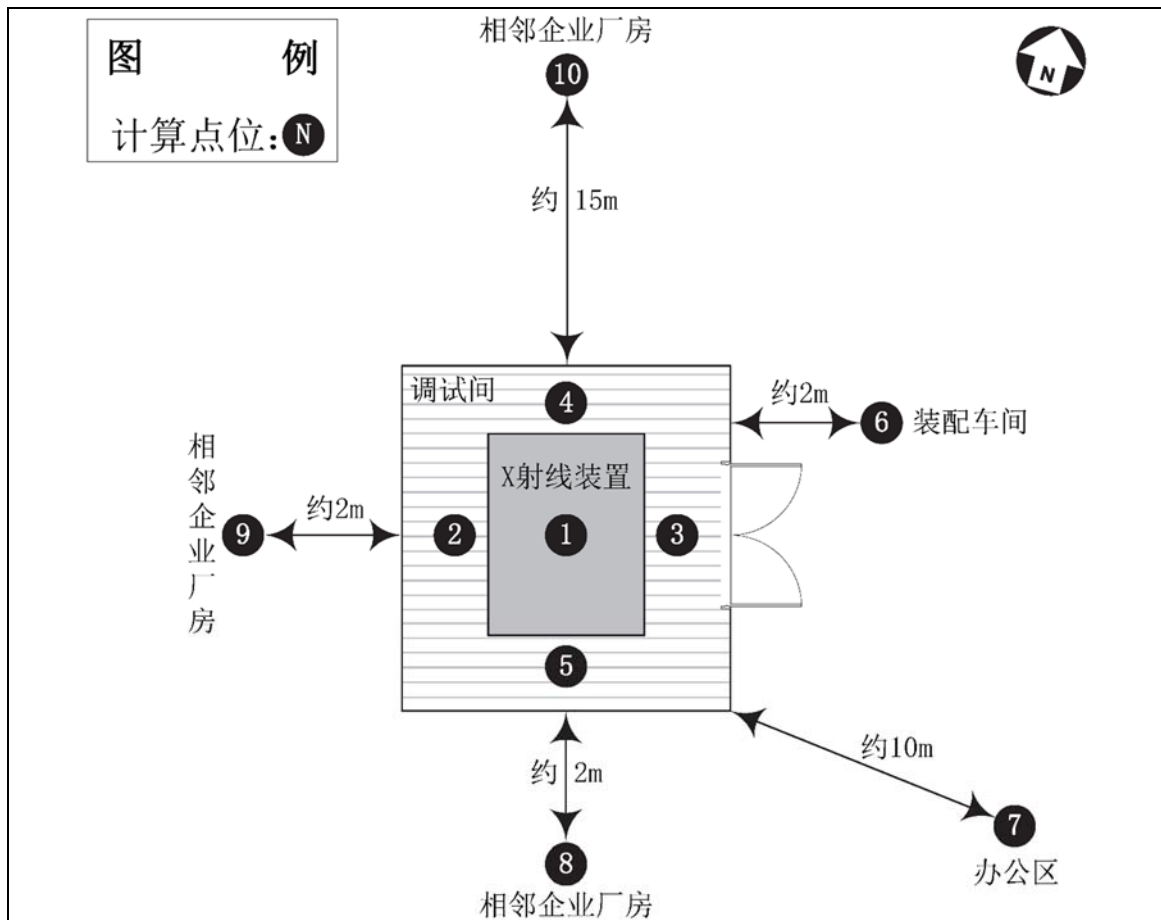 相邻企业厂房
10
N
图 例
计算点位：N
约 15m
调试间
4
约2m
6 装配车间
X射线装置
相邻企业厂房
9
约2m
2
1
3
5
约 2m
约10m
7
办公区
8
相邻企业厂房